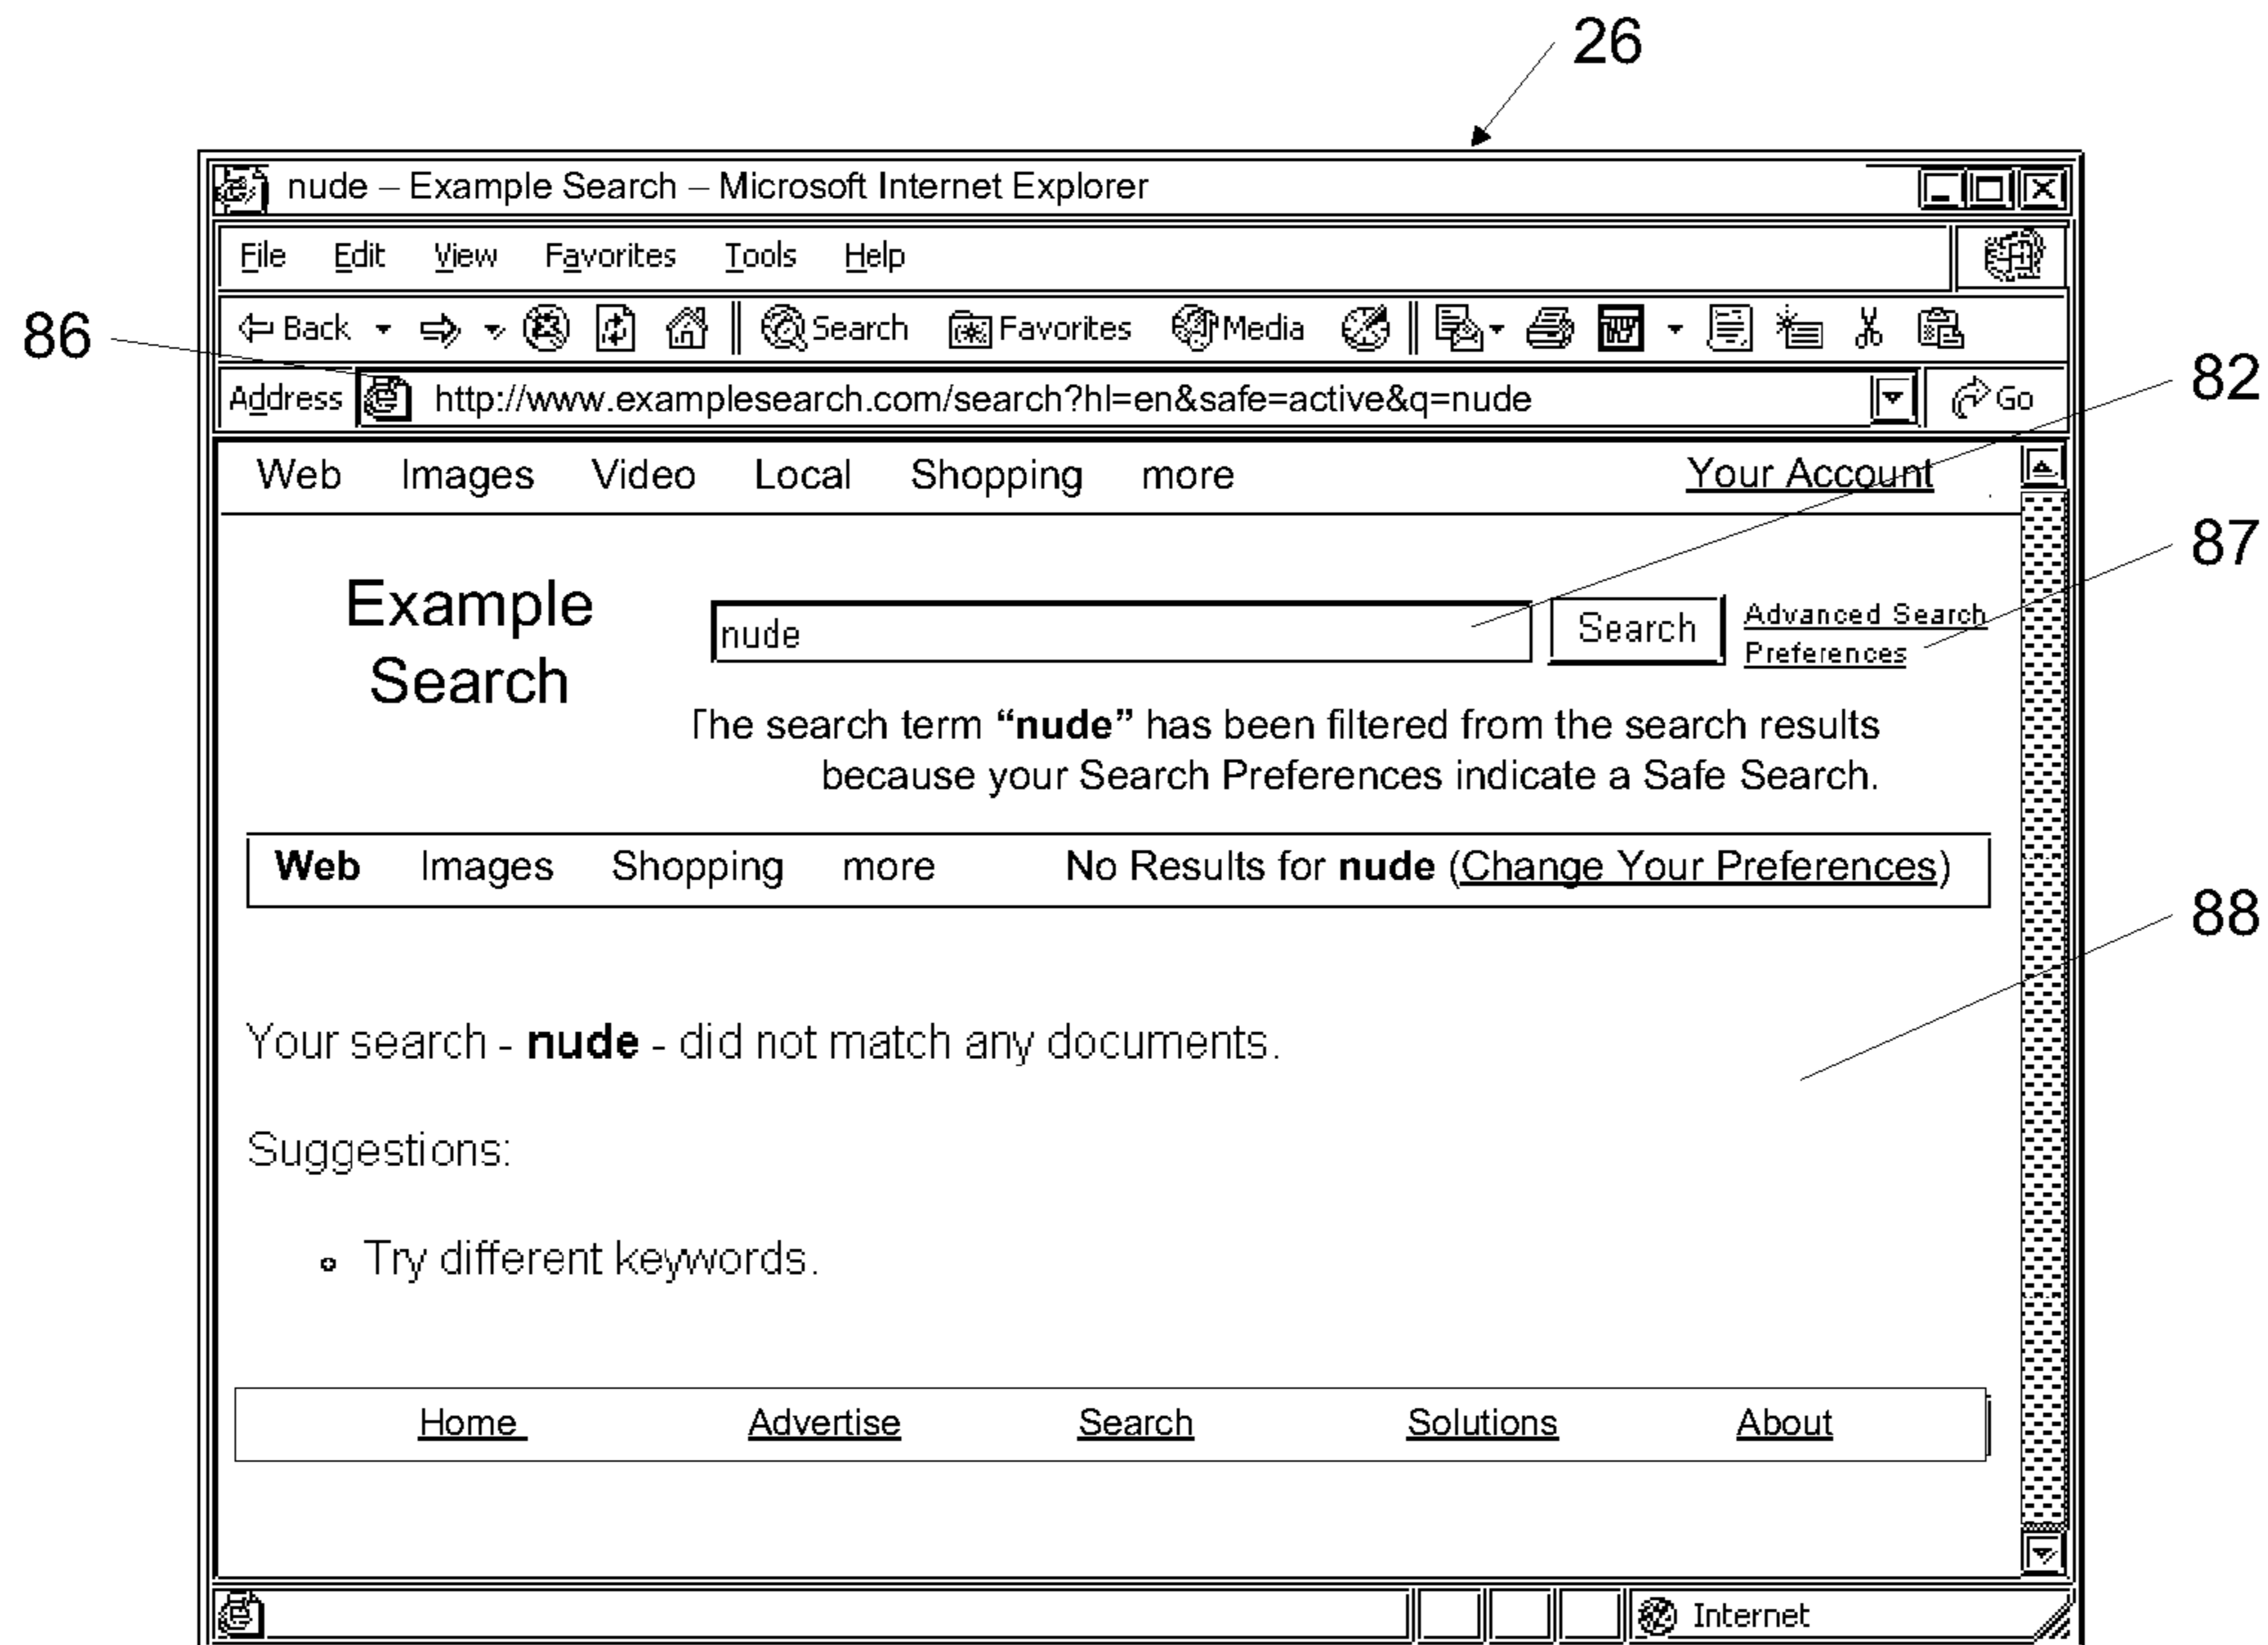 26
nude – Example Search – Microsoft Internet Explorer
File Edit View Favorites Tools Help
86
Back Search Favorites Media
82
Address http://www.examplesearch.com/search?hl=en&safe=active&q=nude Go
Web Images Video Local Shopping more Your Account
87
Example Search
nude Search Advanced Search
Preferences
The search term “nude” has been filtered from the search results
because your Search Preferences indicate a Safe Search.
Web Images Shopping more No Results for nude (Change Your Preferences)
88
Your search - nude - did not match any documents.
Suggestions:
Try different keywords.
Home Advertise Search Solutions About
Internet